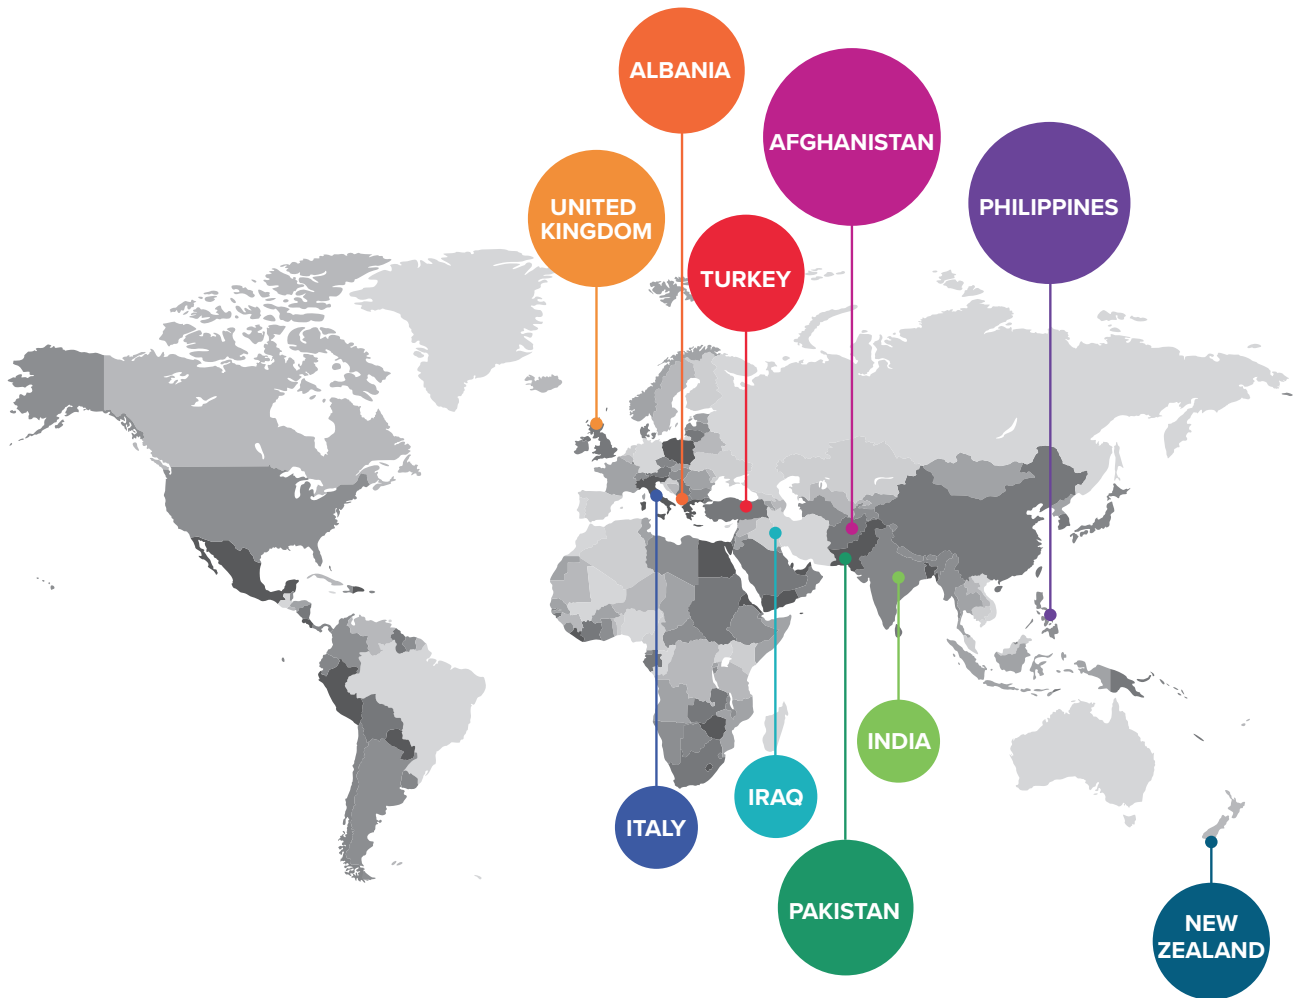 ALBANIA
AFGHANISTAN
UNITED
KINGDOM
PHILIPPINES
TURKEY
INDIA
IRAQ
ITALY
PAKISTAN
NEW
ZEALAND